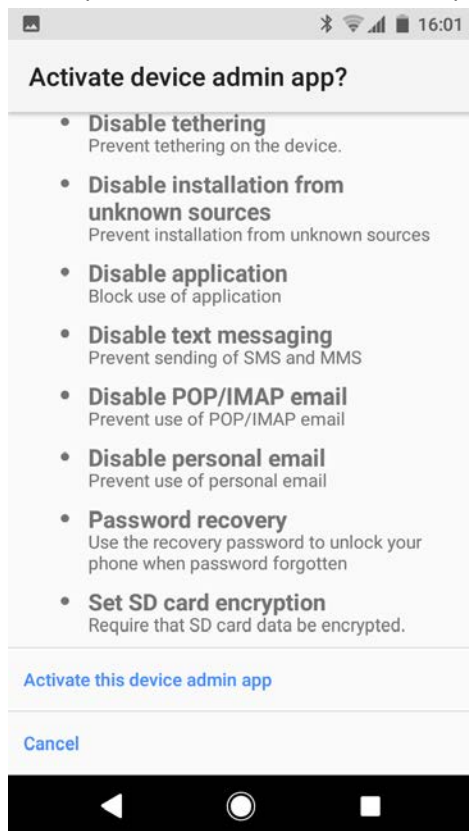 16:01
Activate device admin app?
• Disable tethering
Prevent tethering on the device.
• Disable installation from
unknown sources
Prevent installation from unknown sources
• Disable application
Block use of application
• Disable text messaging
Prevent sending of SMS and MMS
• Disable POP/IMAP email
Prevent use of POP/IMAP email
• Disable personal email
Prevent use of personal email
• Password recovery
Use the recovery password to unlock your
phone when password forgotten
• Set SD card encryption
Require that SD card data be encrypted.
Activate this device admin app
Cancel